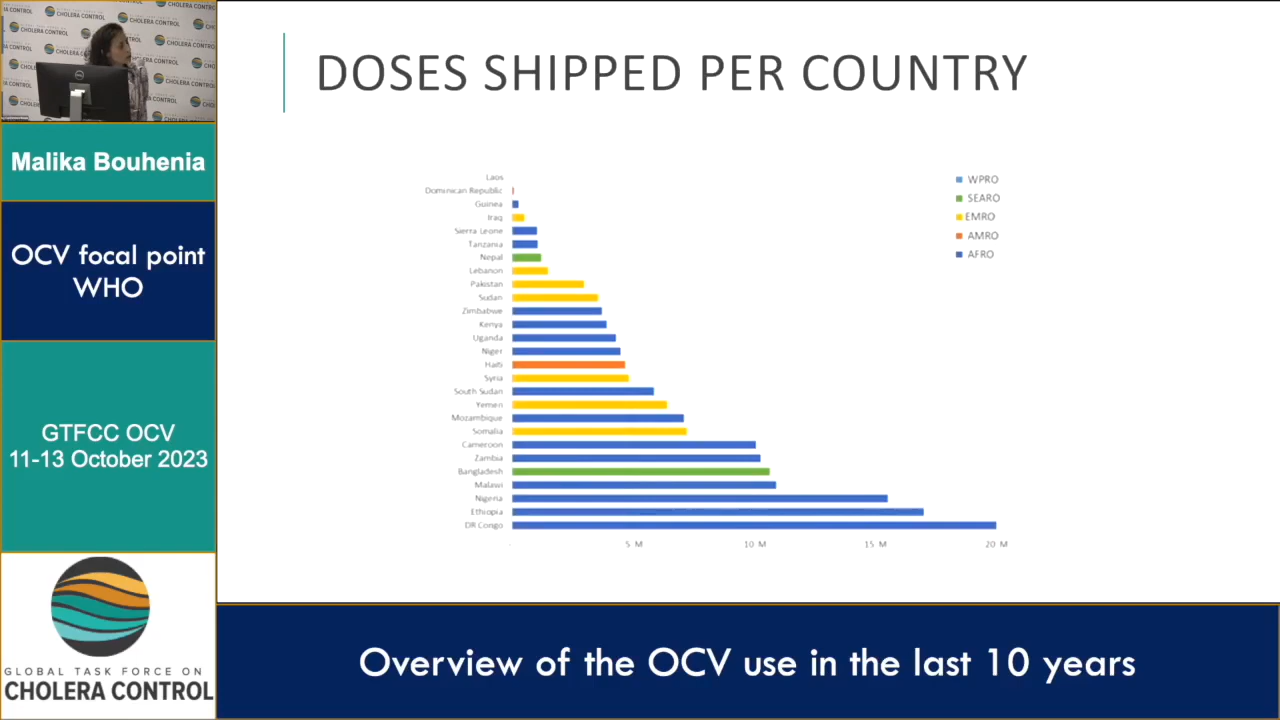 DOSES SHIPPED PER COUNTRY
Malika Bouhenia
OCV focal point
WHO
GTFCC OCV
11-13 October 2023
GLOBAL TASK FORCE ON
CHOLERA CONTROL
Laos
Dominican Republic
Guinea
Iraq
Sierra Leone
Tanzania
Nepal
Lebanon
Pakistan
Sudan
Zimbabwe
Kenya
Uganda
Niger
Haiti
Syria
South Sudan
Yemen
Mozambique
Somalia
Cameroon
Zambia
Bangladesh
Malawi
Nigeria
Ethiopia
DR Congo
- 5 M 10 M 15 M 20 M
WPRO
SEARO
EMRO
AMRO
AFRO
Overview of the OCV use in the last 10 years